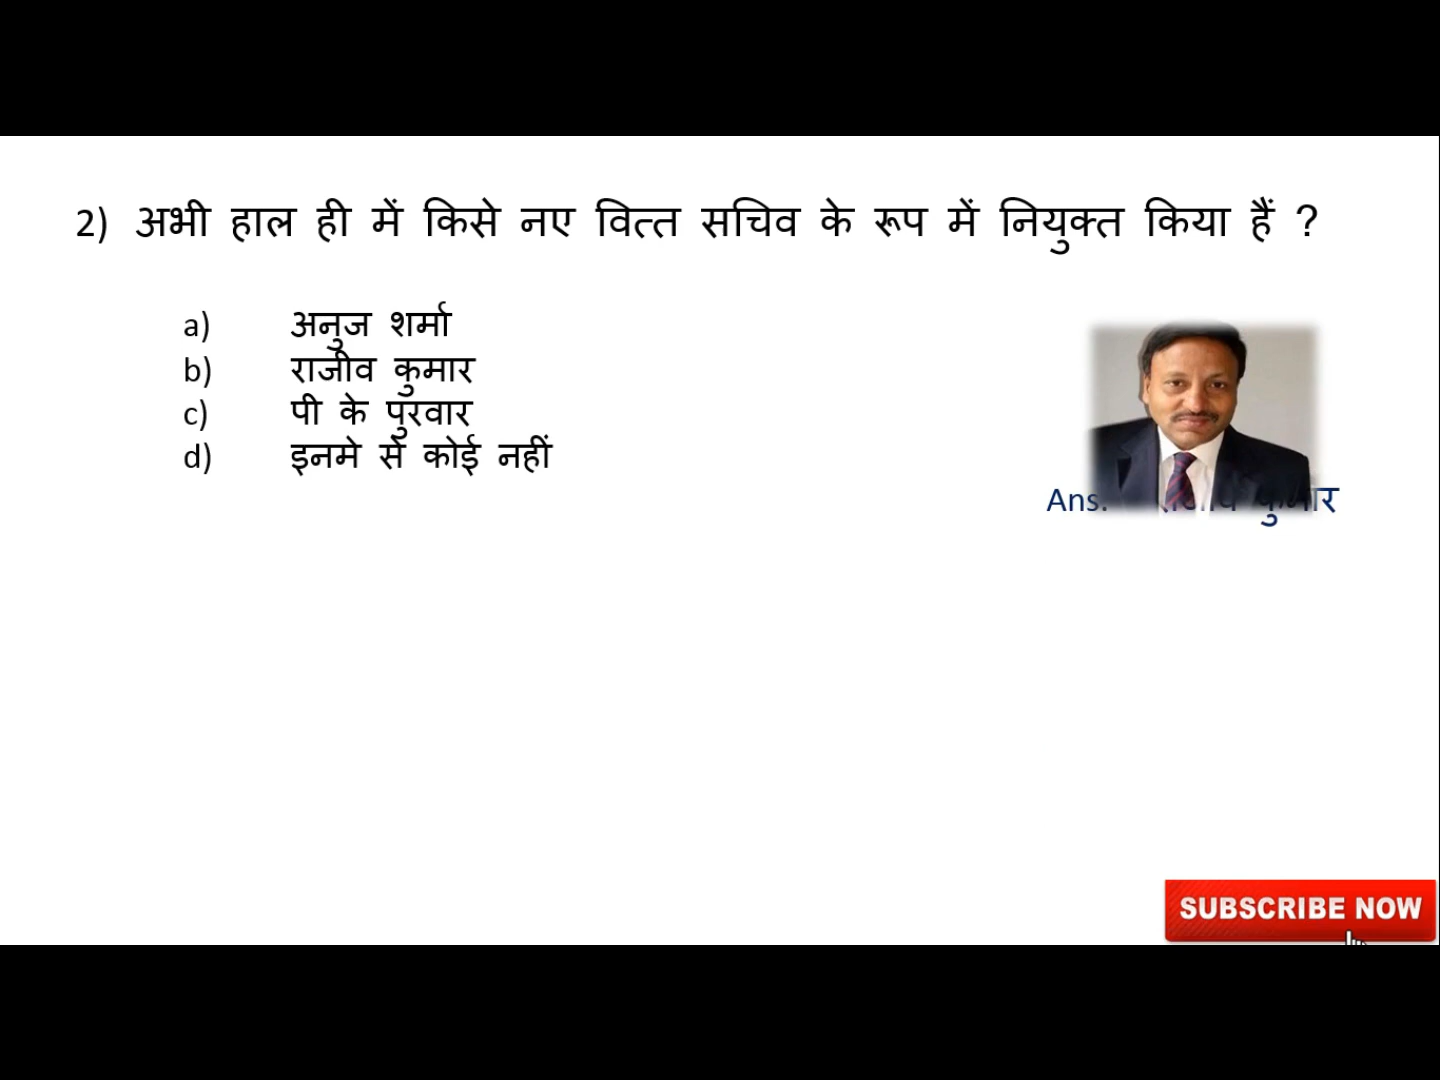 2) अभी हाल ही में किसे नए वित्त सचिव के रूप में नियुक्त किया हैं ?
a) अनुज शर्मा
b) राजीव कुमार
c) पी के पुरवार
d) इनमे से कोई नहीं
Ans. कुमार
SUBSCRIBE NOW